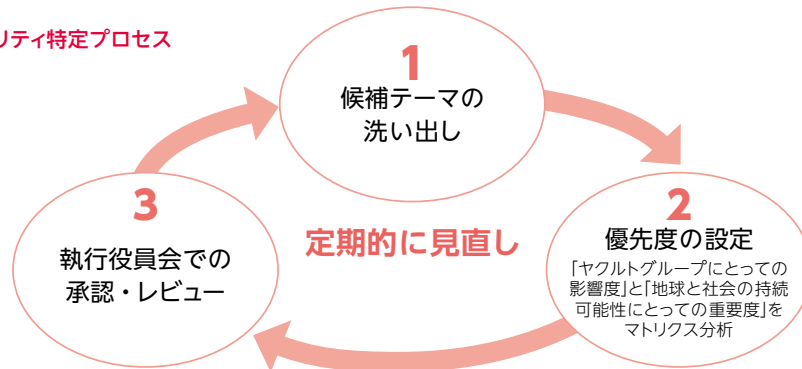 リティ特定プロセス
1
候補テーマの
洗い出し
2
優先度の設定
「ヤクルトグループにとっての
影響度」と「地球と社会の持続
可能性にとっての重要度」を
マトリクス分析
3
執行役員会での
承認・レビュー
定期的に見直し